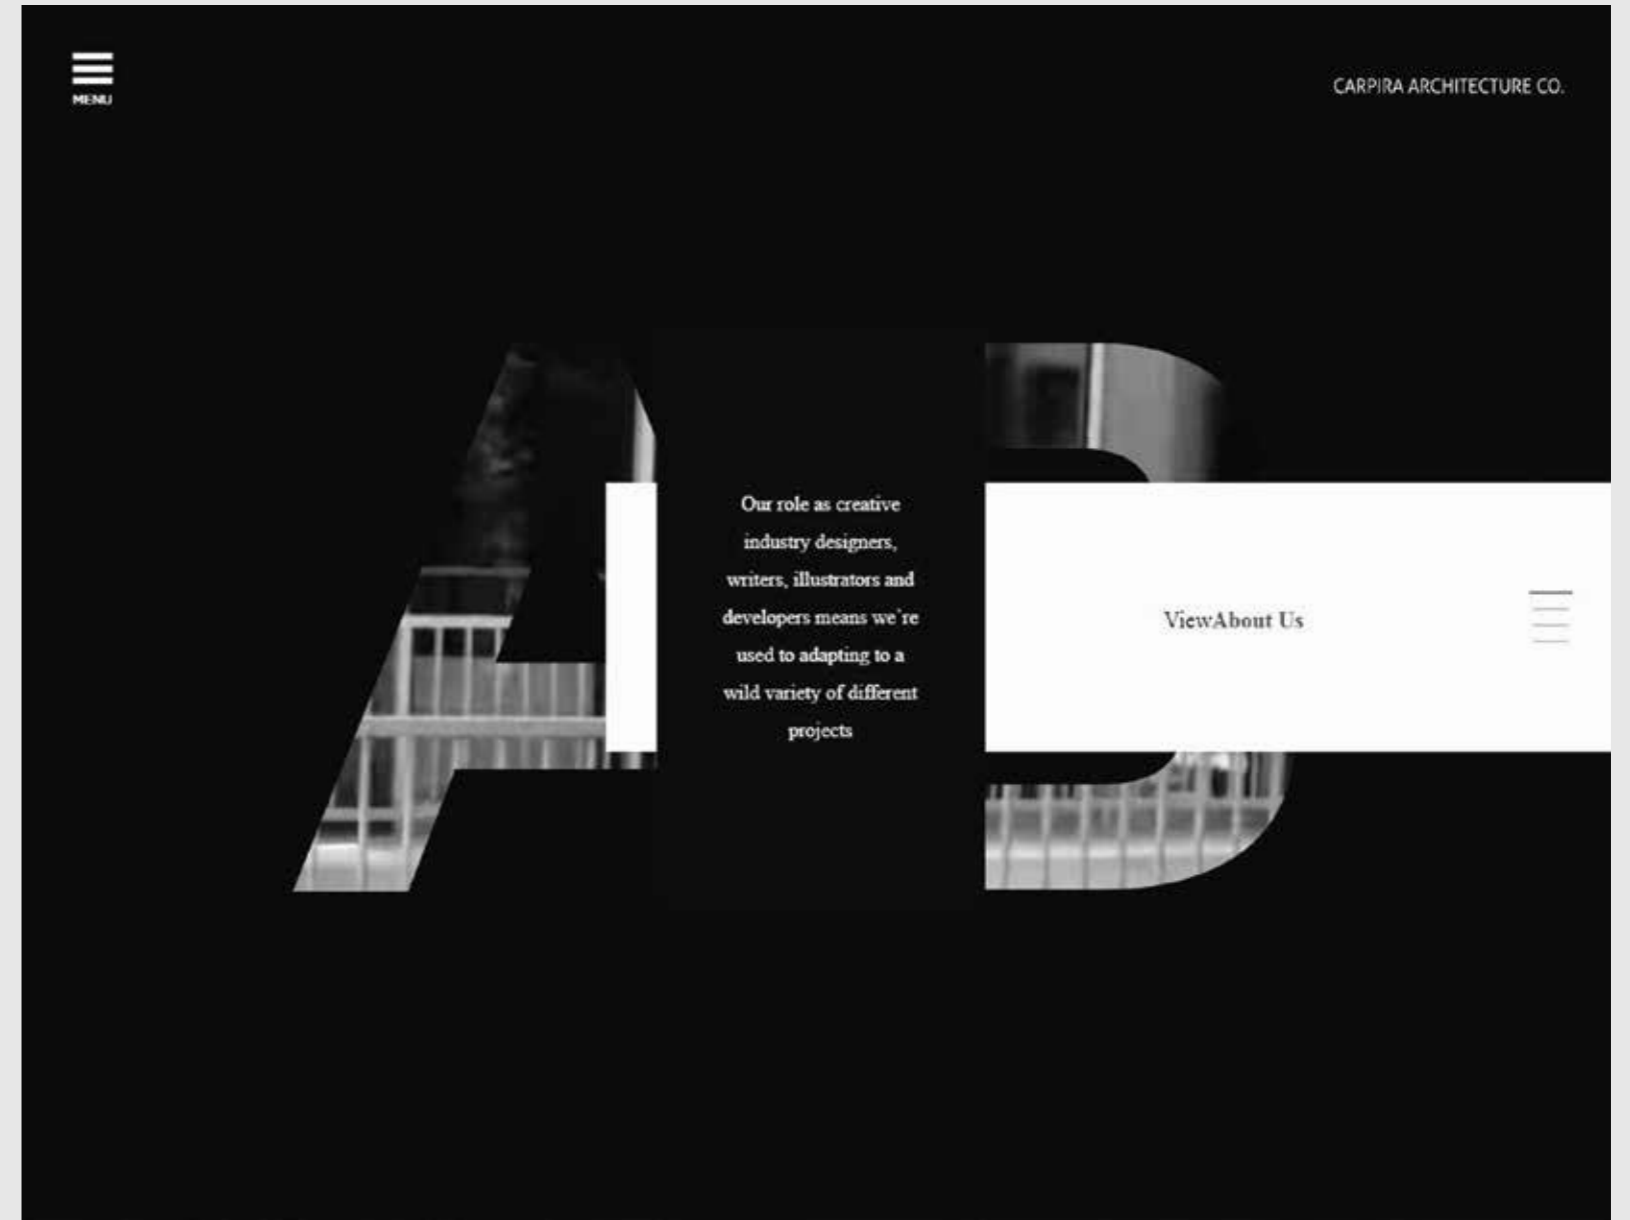 MENU
CARPIRA ARCHITECTURE CO.
AB
Our role as creative
industry designers,
writers, illustrators and
developers means we`re
used to adapting to a
wild variety of different
projects
ViewAbout Us